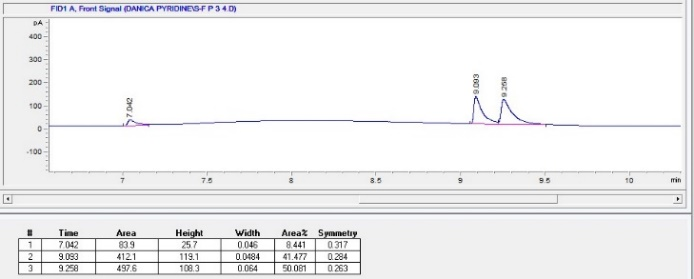 FID1 A, Front Signal (DANICA PYRIDINE\S-F P 3 4.D)
pA
400
300
200
100
0
-100
7.042
9.093
9.258
7 7.5 8 8.5 9 9.5 10 min
# Time Area Height Width Area% Symmetry
1 7.042 83.9 25.7 0.046 8.441 0.317
2 9.093 412.1 119.1 0.0484 41.477 0.284
3 9.258 497.6 108.3 0.064 50.081 0.263